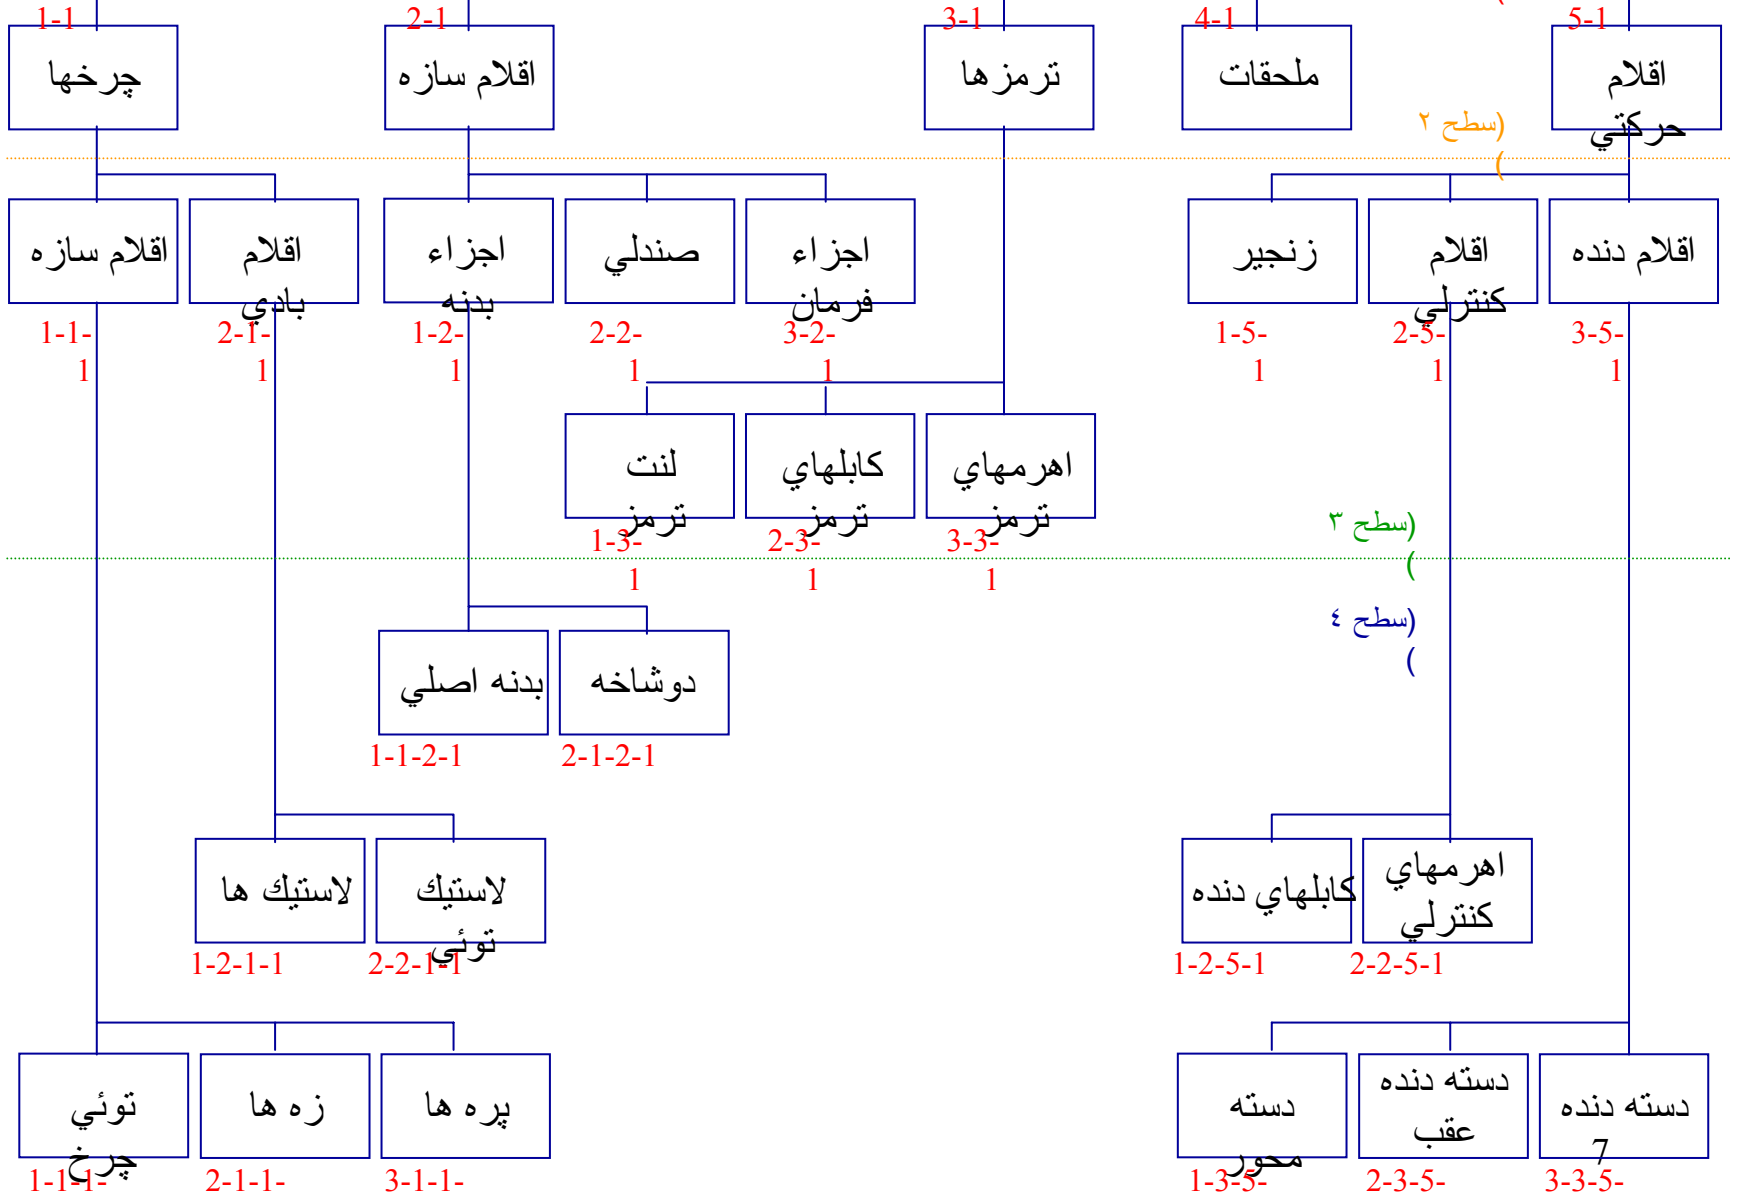 1-1
2-1
3-1
4-1
5-1
چرخها
اقلام سازه
ترمزها
ملحقات
اقلام
حركتي
(سطح ۲
)
اقلام سازه
اقلام
بادي
اجزاء
بدنه
صندلي
اجزاء
فرمان
زنجير
اقلام
كنترلي
اقلام دنده
1-1-
1
2-1-
1
1-2-
1
2-2-
1
3-2-
1
1-5-
1
2-5-
1
3-5-
1
لنت
ترمز
كابلهاي
ترمز
اهرمهاي
ترمز
1-3-
1
2-3-
1
3-3-
1
(سطح ۳
)
(سطح ٤
)
بدنه اصلي
دوشاخه
1-1-2-1
2-1-2-1
لاستيك ها
لاستيك
توئي
كابلهاي دنده
اهرمهاي
كنترلي
1-2-1-1
2-2-1-1
1-2-5-1
2-2-5-1
توئي
چرخ
زه ها
پره ها
دسته
محور
دسته دنده
عقب
دسته دنده
7
1-1-1-
2-1-1-
3-1-1-
1-3-5-
2-3-5-
3-3-5-